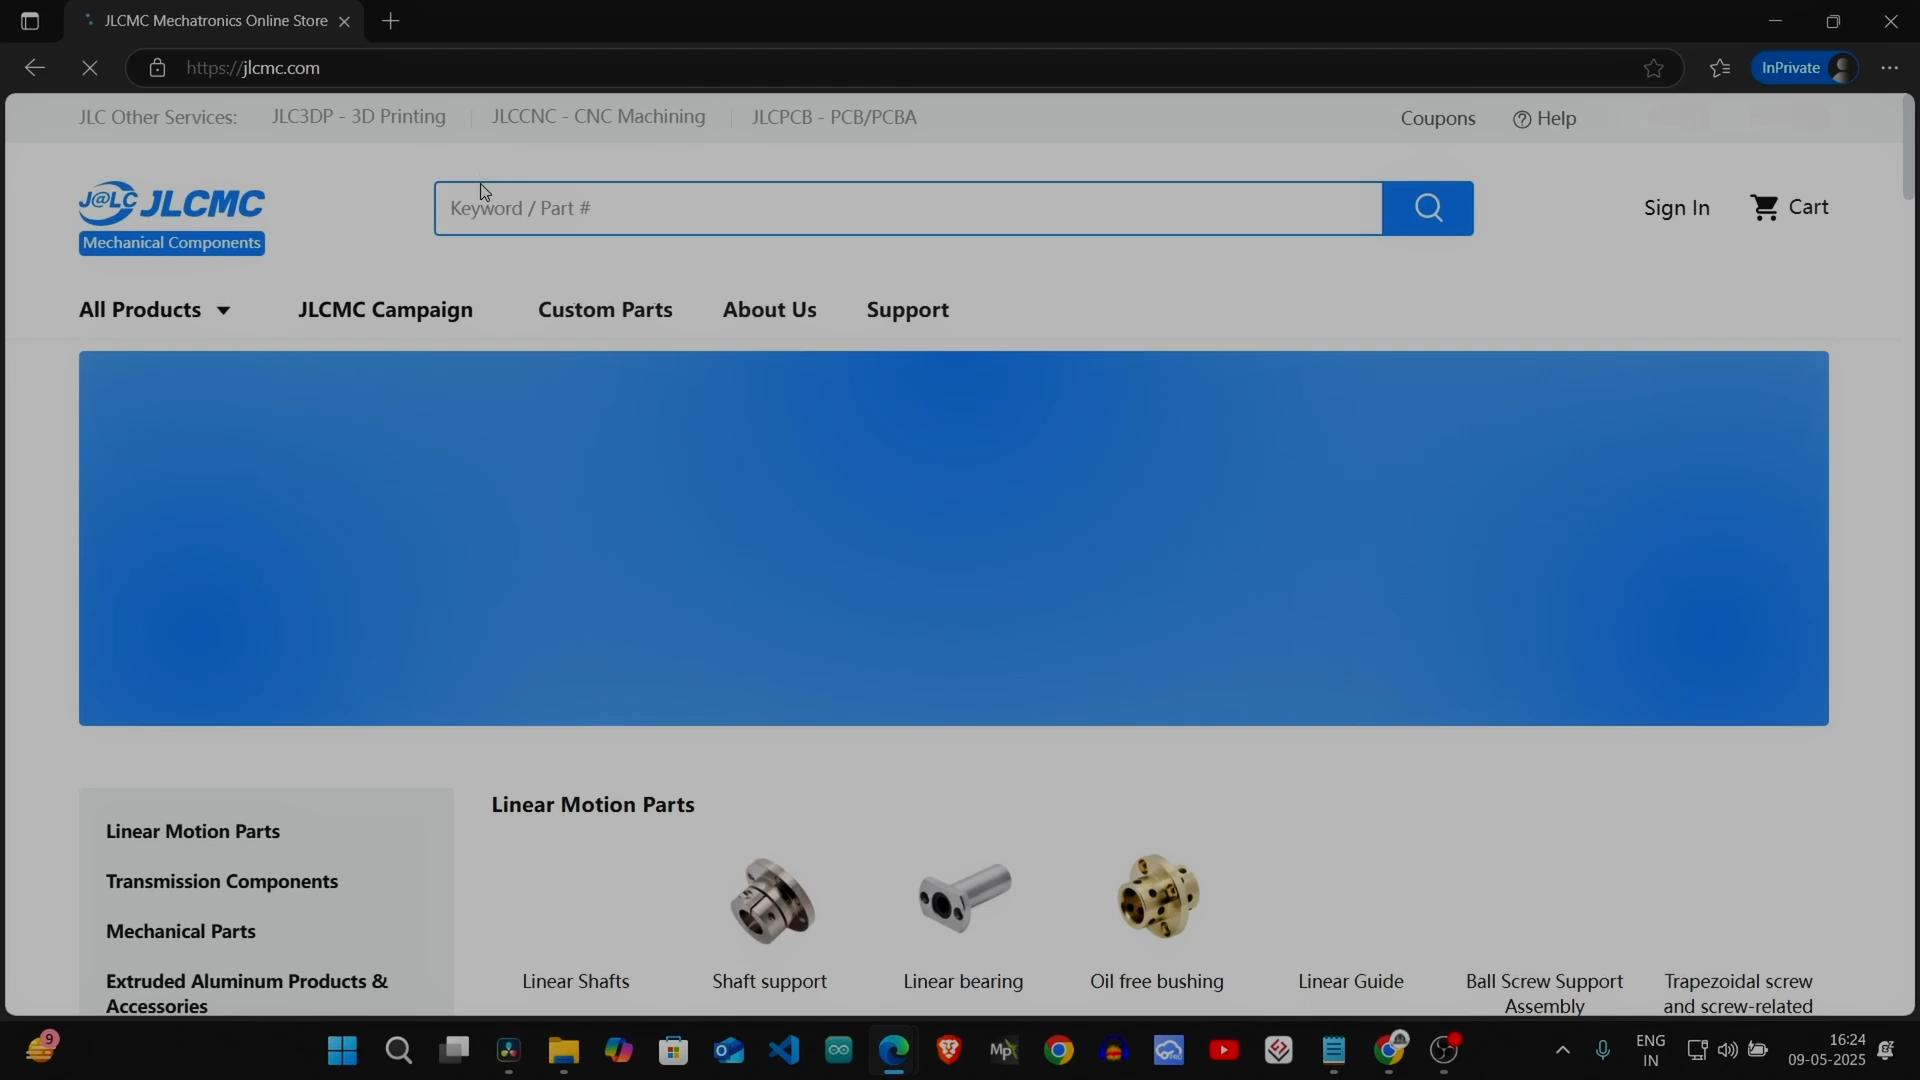 JLCMC Mechatronics Online Store
https://jlcmc.com
InPrivate
JLC Other Services:
JLC3DP - 3D Printing
JLCCNC - CNC Machining
JLCPCB - PCB/PCBA
Coupons
Help
J@LC JLCMC
Mechanical Components
Keyword / Part #
Sign In
Cart
All Products
JLCMC Campaign
Custom Parts
About Us
Support
Linear Motion Parts
Transmission Components
Mechanical Parts
Extruded Aluminum Products &
Accessories
Linear Motion Parts
Linear Shafts
Shaft support
Linear bearing
Oil free bushing
Linear Guide
Ball Screw Support
Assembly
Trapezoidal screw
and screw-related
9
Mp
ENG
IN
16:24
09-05-2025